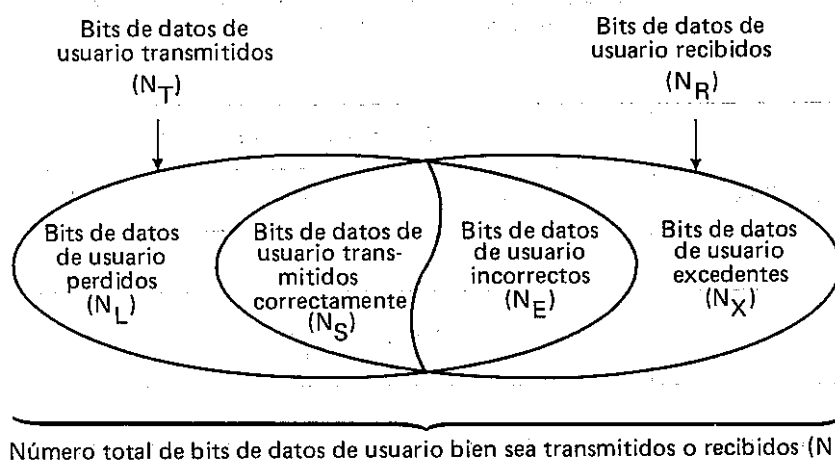 Bits de datos de
usuario transmitidos
(N_T)
Bits de datos de
usuario recibidos
(N_R)
Bits de datos
de usuario
perdidos
(N_L)
Bits de datos de
usuario trans-
mitidos
correctamente
(N_S)
Bits de datos
de usuario
incorrectos
(N_E)
Bits de datos
de usuario
excedentes
(N_X)
Número total de bits de datos de usuario bien sea transmitidos o recibidos (N